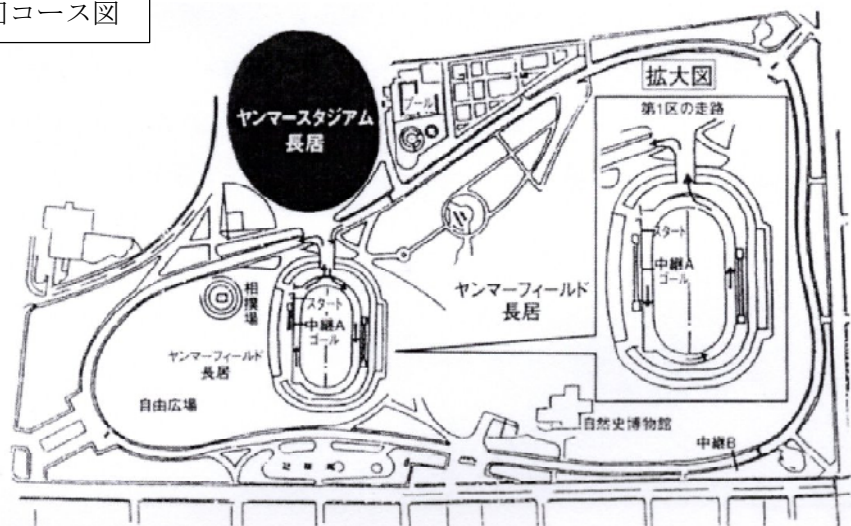 コース図
ヤンマースタジアム
長居
プール
拡大図
第1区の走路
スタート
中継A
ゴール
ヤンマーフィールド
長居
相撲場
スタート
中継A
ゴール
ヤンマーフィールド
長居
自由広場
自然史博物館
中継B